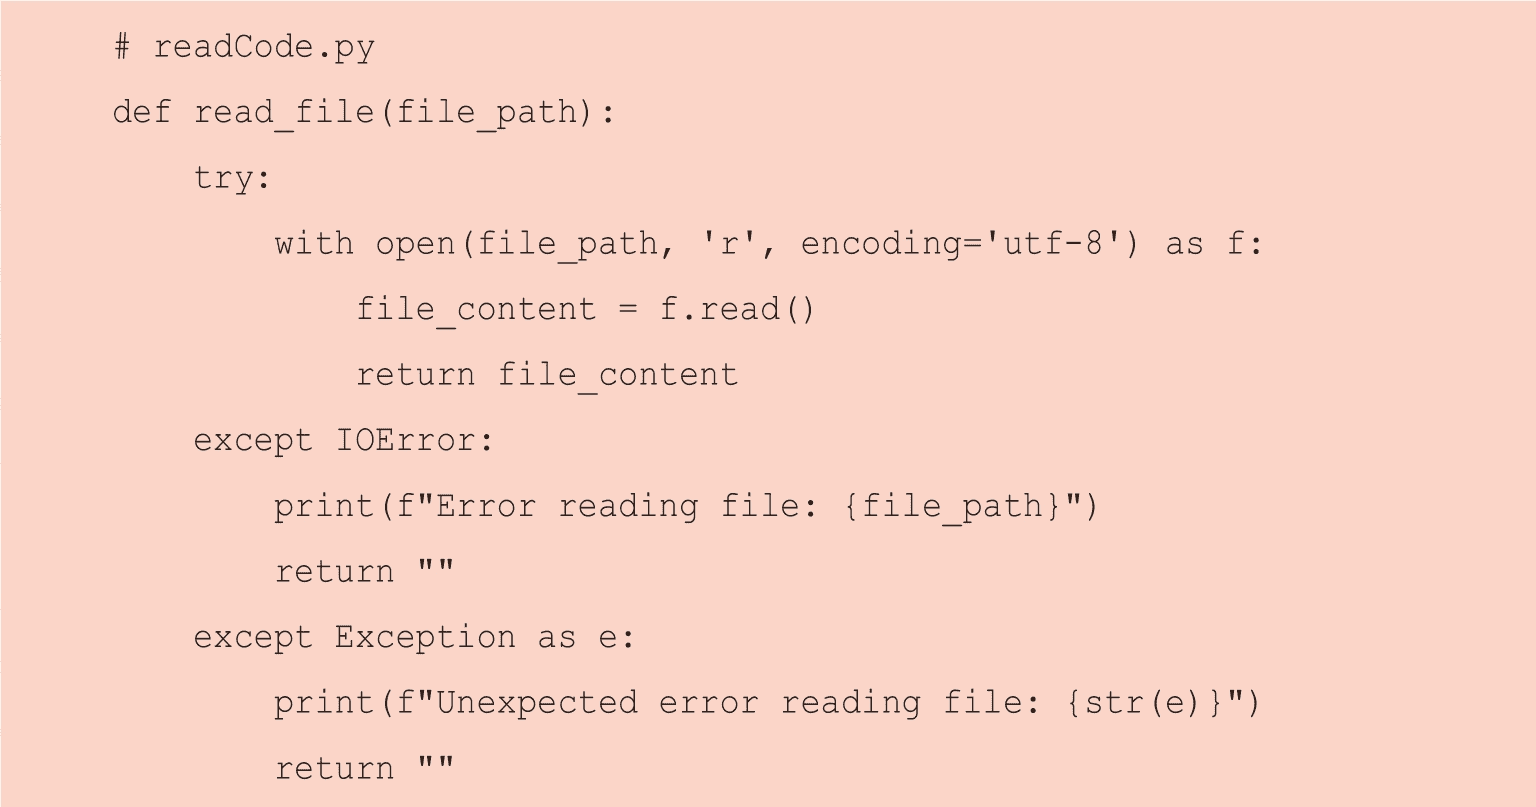 # readCode.py
def read_file(file_path):
    try:
        with open(file_path, 'r', encoding='utf-8') as f:
            file_content = f.read()
            return file_content
    except IOError:
        print(f"Error reading file: {file_path}")
        return ""
    except Exception as e:
        print(f"Unexpected error reading file: {str(e)}")
        return ""